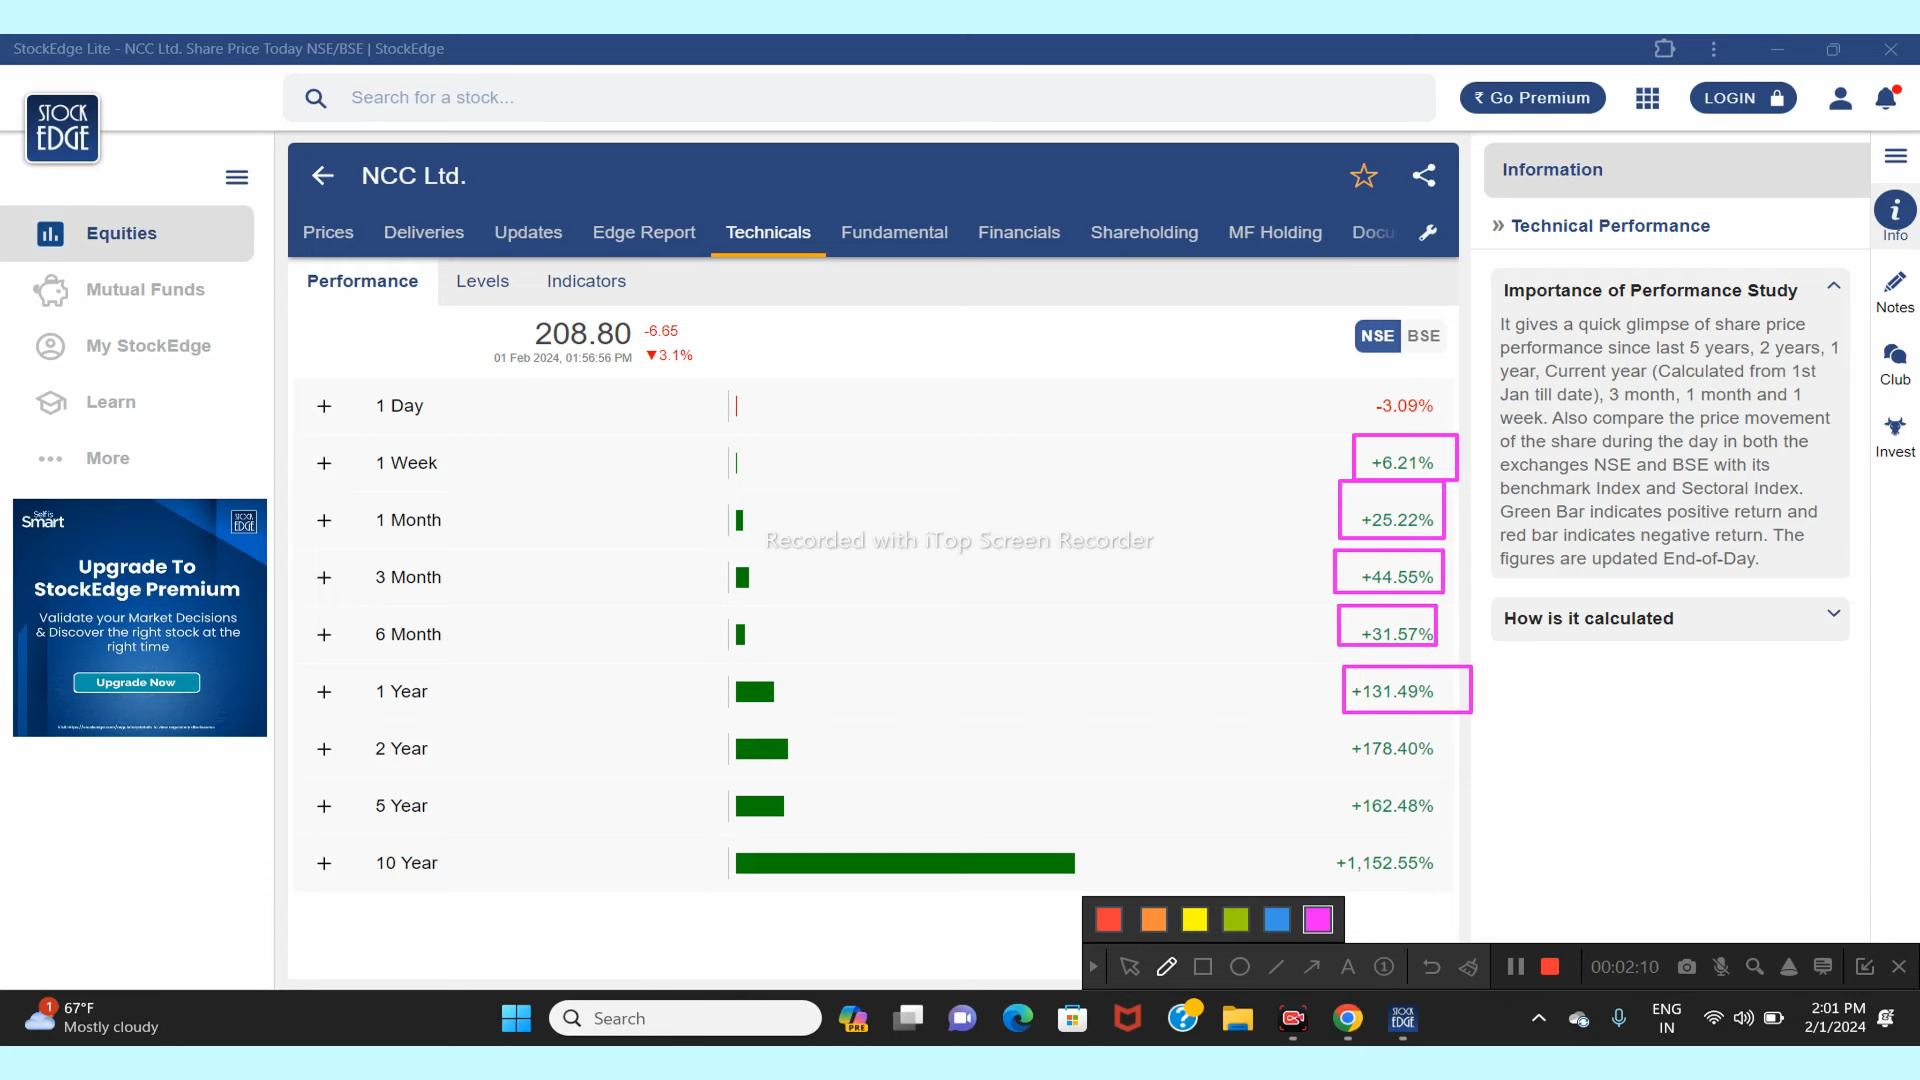 StockEdge Lite - NCC Ltd. Share Price Today NSE/BSE | StockEdge
STOCK
EDGE
Search for a stock...
₹ Go Premium
LOGIN
Equities
Mutual Funds
My StockEdge
Learn
More
Self is
Smart
STOCK
EDGE
Upgrade To
StockEdge Premium
Validate your Market Decisions
& Discover the right stock at the
right time
Upgrade Now
NCC Ltd.
Prices Deliveries Updates Edge Report Technicals Fundamental Financials Shareholding MF Holding Docu
Performance Levels Indicators
208.80 -6.65
01 Feb 2024, 01:56:56 PM ▼3.1%
NSE BSE
+ 1 Day -3.09%
+ 1 Week +6.21%
+ 1 Month +25.22%
Recorded with iTop Screen Recorder
+ 3 Month +44.55%
+ 6 Month +31.57%
+ 1 Year +131.49%
+ 2 Year +178.40%
+ 5 Year +162.48%
+ 10 Year +1,152.55%
Information
» Technical Performance
Importance of Performance Study
It gives a quick glimpse of share price
performance since last 5 years, 2 years, 1
year, Current year (Calculated from 1st
Jan till date), 3 month, 1 month and 1
week. Also compare the price movement
of the share during the day in both the
exchanges NSE and BSE with its
benchmark Index and Sectoral Index.
Green Bar indicates positive return and
red bar indicates negative return. The
figures are updated End-of-Day.
How is it calculated
i
Info
Notes
Club
Invest
A 1 00:02:10
1 67°F
Mostly cloudy
Search
PRE
STOCK
EDGE
ENG
IN
2:01 PM
2/1/2024